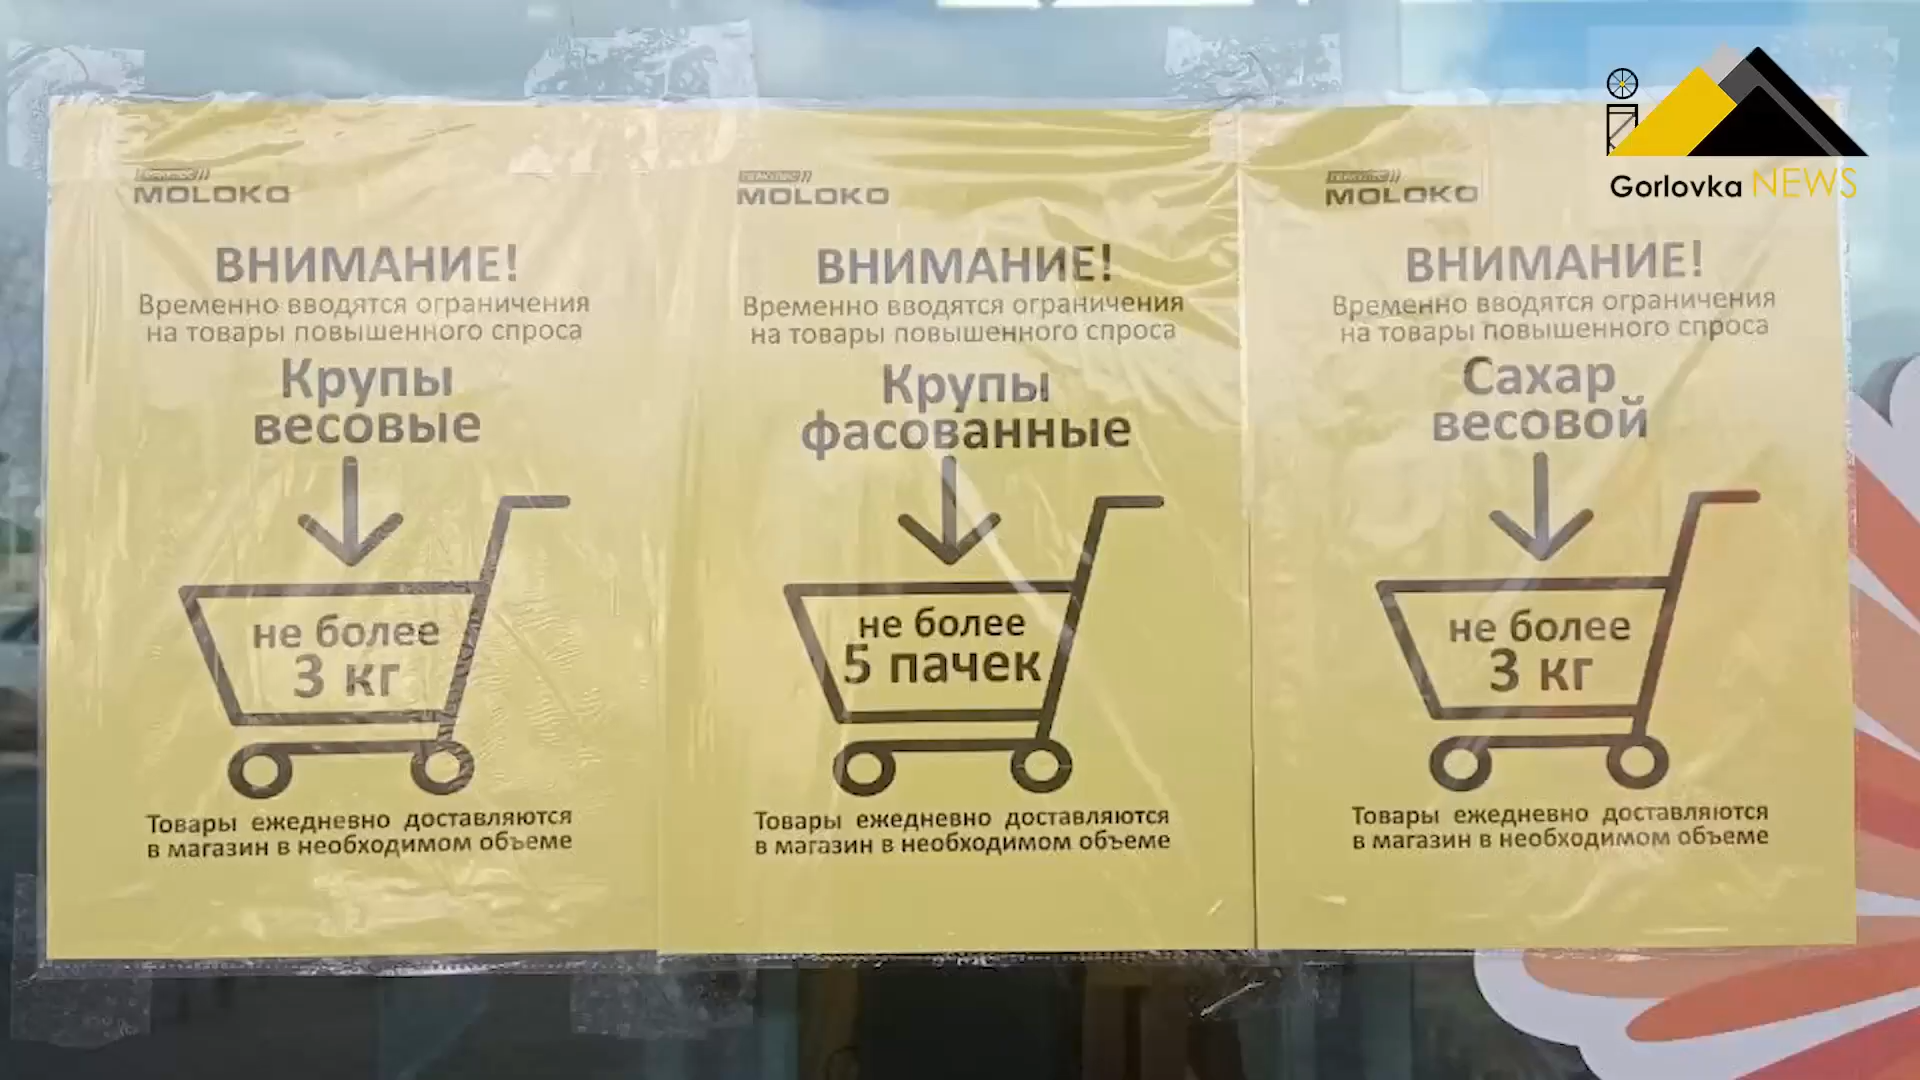 Gorlovka NEWS
MOLOKO
ВНИМАНИЕ!
Временно вводятся ограничения
на товары повышенного спроса
Крупы
весовые
не более
3 кг
Товары ежедневно доставляются
в магазин в необходимом объеме
MOLOKO
ВНИМАНИЕ!
Временно вводятся ограничения
на товары повышенного спроса
Крупы
фасованные
не более
5 пачек
Товары ежедневно доставляются
в магазин в необходимом объеме
MOLOKO
ВНИМАНИЕ!
Временно вводятся ограничения
на товары повышенного спроса
Сахар
весовой
не более
3 кг
Товары ежедневно доставляются
в магазин в необходимом объеме